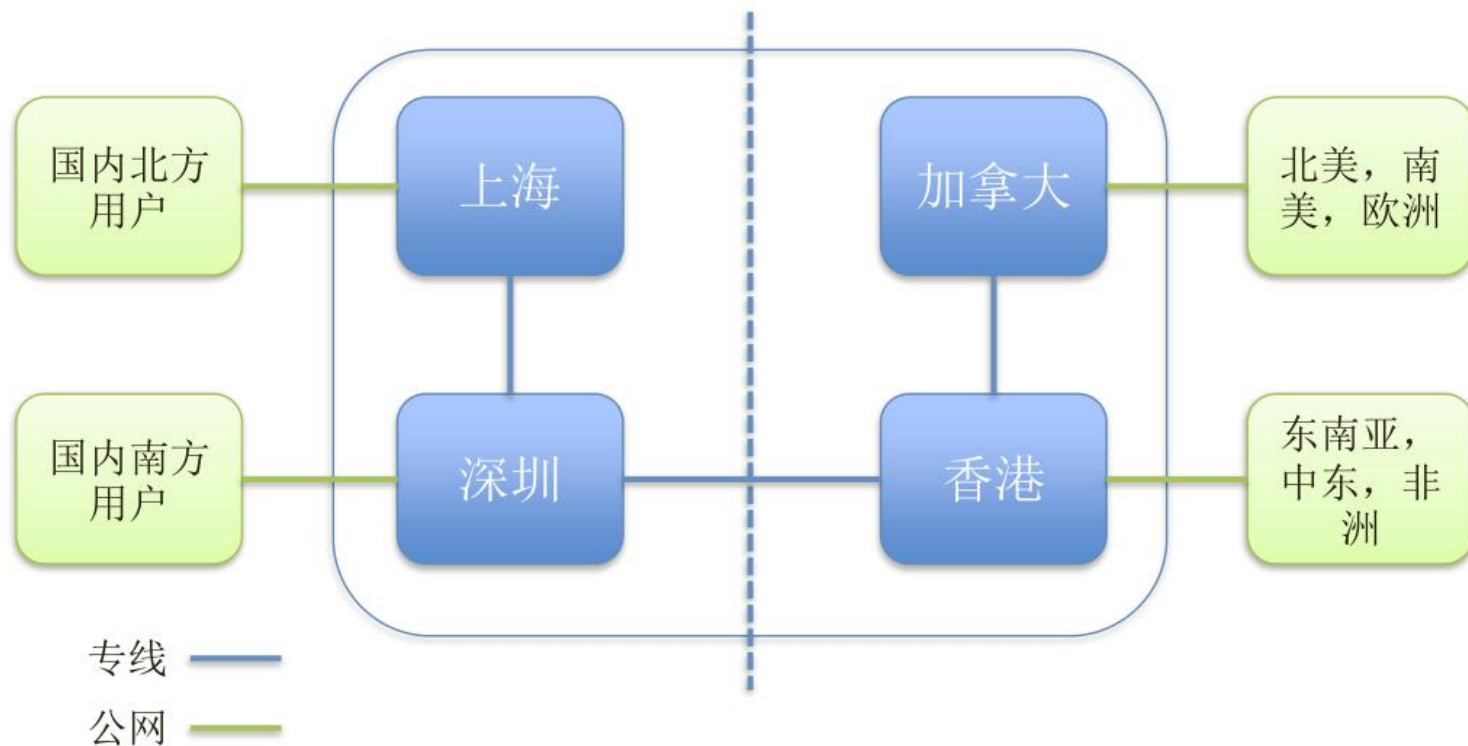 国内北方
用户
上海
加拿大
北美，南
美，欧洲
国内南方
用户
深圳
香港
东南亚，
中东，非
洲
专线
公网